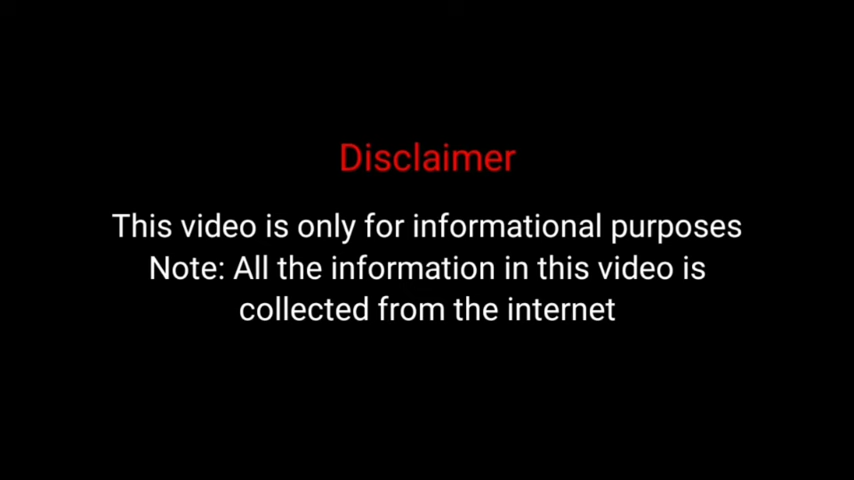 Disclaimer
This video is only for informational purposes
Note: All the information in this video is
collected from the internet